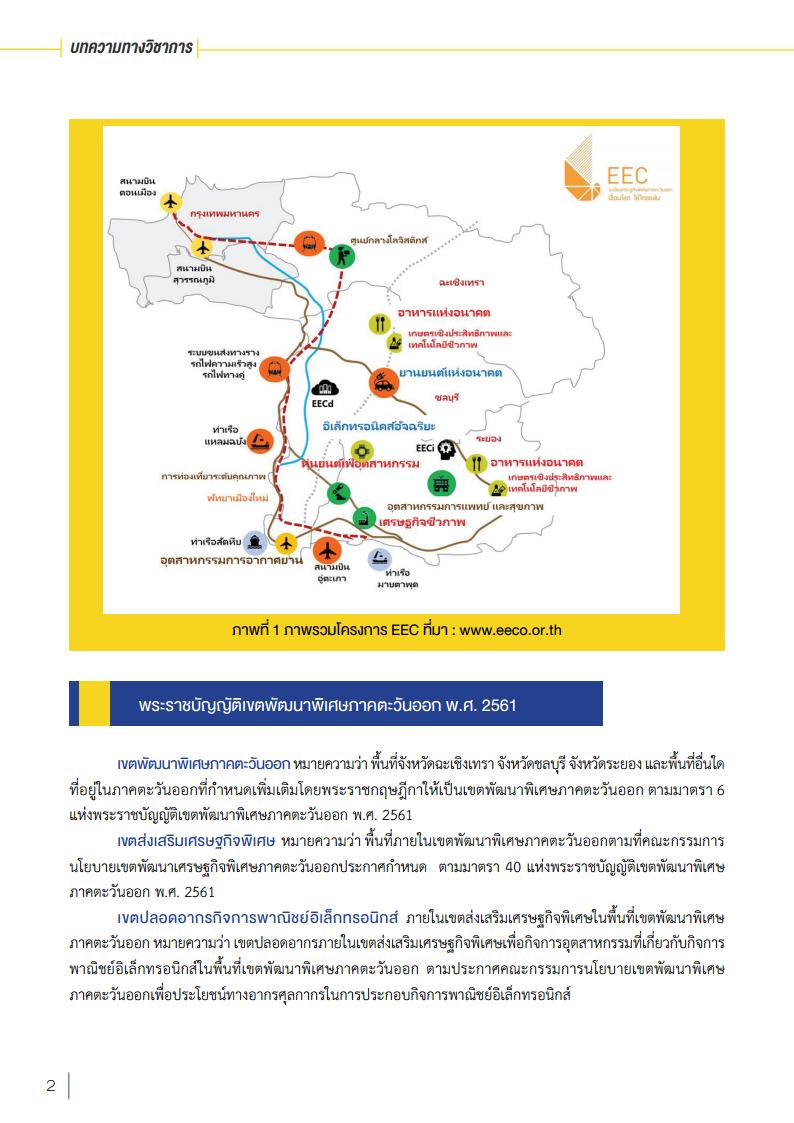 บทความทางวิชาการ
EEC
เชื่อมโลก ให้ไทยแล่น
สนามบิน
ดอนเมือง
กรุงเทพมหานคร
ศูนย์กลางโลจิสติกส์
สนามบิน
สุวรรณภูมิ
ฉะเชิงเทรา
อาหารแห่งอนาคต
เกษตรเชิงประสิทธิภาพและ
เทคโนโลยีชีวภาพ
ระบบขนส่งทางราง
รถไฟความเร็วสูง
รถไฟทางคู่
ยานยนต์แห่งอนาคต
EECd
ชลบุรี
อิเล็กทรอนิคส์อัจฉริยะ
ท่าเรือ
แหลมฉบัง
EECi
ระยอง
หุ่นยนต์เพื่ออุตสาหกรรม
อาหารแห่งอนาคต
การท่องเที่ยวระดับคุณภาพ
เกษตรเชิงประสิทธิภาพและ
เทคโนโลยีชีวภาพ
พัทยาเมืองใหม่
อุตสาหกรรมการแพทย์ และสุขภาพ
เศรษฐกิจชีวภาพ
ท่าเรือสัตหีบ
อุตสาหกรรมการอากาศยาน
สนามบิน
อู่ตะเภา
ท่าเรือ
มาบตาพุด
ภาพที่ 1 ภาพรวมโครงการ EEC ที่มา : www.eeco.or.th
พระราชบัญญัติเขตพัฒนาพิเศษภาคตะวันออก พ.ศ. 2561
เขตพัฒนาพิเศษภาคตะวันออก หมายความว่า พื้นที่จังหวัดฉะเชิงเทรา จังหวัดชลบุรี จังหวัดระยอง และพื้นที่อื่นใด
ที่อยู่ในภาคตะวันออกที่กำหนดเพิ่มเติมโดยพระราชกฤษฎีกาให้เป็นเขตพัฒนาพิเศษภาคตะวันออก ตามมาตรา 6
แห่งพระราชบัญญัติเขตพัฒนาพิเศษภาคตะวันออก พ.ศ. 2561
เขตส่งเสริมเศรษฐกิจพิเศษ หมายความว่า พื้นที่ภายในเขตพัฒนาพิเศษภาคตะวันออกตามที่คณะกรรมการ
นโยบายเขตพัฒนาเศรษฐกิจพิเศษภาคตะวันออกประกาศกำหนด ตามมาตรา 40 แห่งพระราชบัญญัติเขตพัฒนาพิเศษ
ภาคตะวันออก พ.ศ. 2561
เขตปลอดอากรกิจการพาณิชย์อิเล็กทรอนิกส์ ภายในเขตส่งเสริมเศรษฐกิจพิเศษในพื้นที่เขตพัฒนาพิเศษ
ภาคตะวันออก หมายความว่า เขตปลอดอากรภายในเขตส่งเสริมเศรษฐกิจพิเศษเพื่อกิจการอุตสาหกรรมที่เกี่ยวกับกิจการ
พาณิชย์อิเล็กทรอนิกส์ในพื้นที่เขตพัฒนาพิเศษภาคตะวันออก ตามประกาศคณะกรรมการนโยบายเขตพัฒนาพิเศษ
ภาคตะวันออกเพื่อประโยชน์ทางอากรศุลกากรในการประกอบกิจการพาณิชย์อิเล็กทรอนิกส์
2